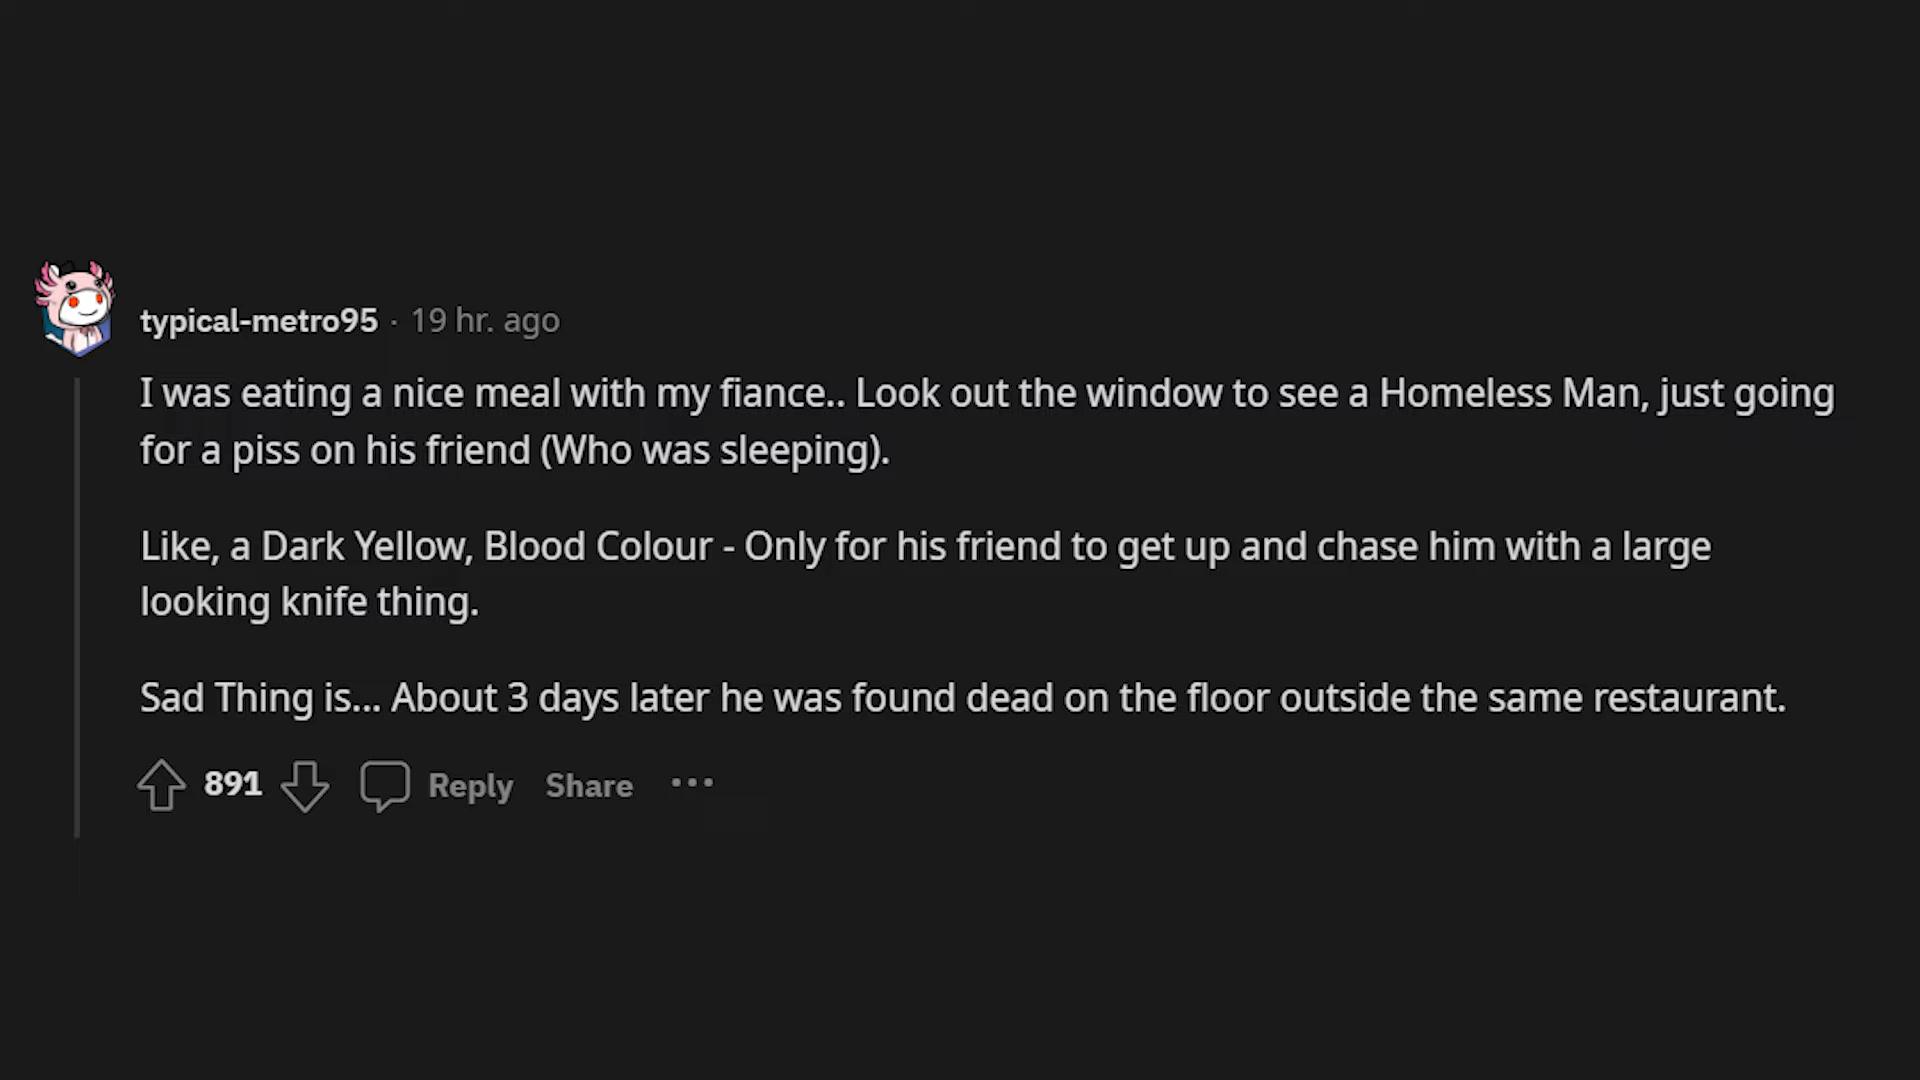 typical-metro95 · 19 hr. ago
I was eating a nice meal with my fiance.. Look out the window to see a Homeless Man, just going
for a piss on his friend (Who was sleeping).
Like, a Dark Yellow, Blood Colour - Only for his friend to get up and chase him with a large
looking knife thing.
Sad Thing is... About 3 days later he was found dead on the floor outside the same restaurant.
891 Reply Share ···